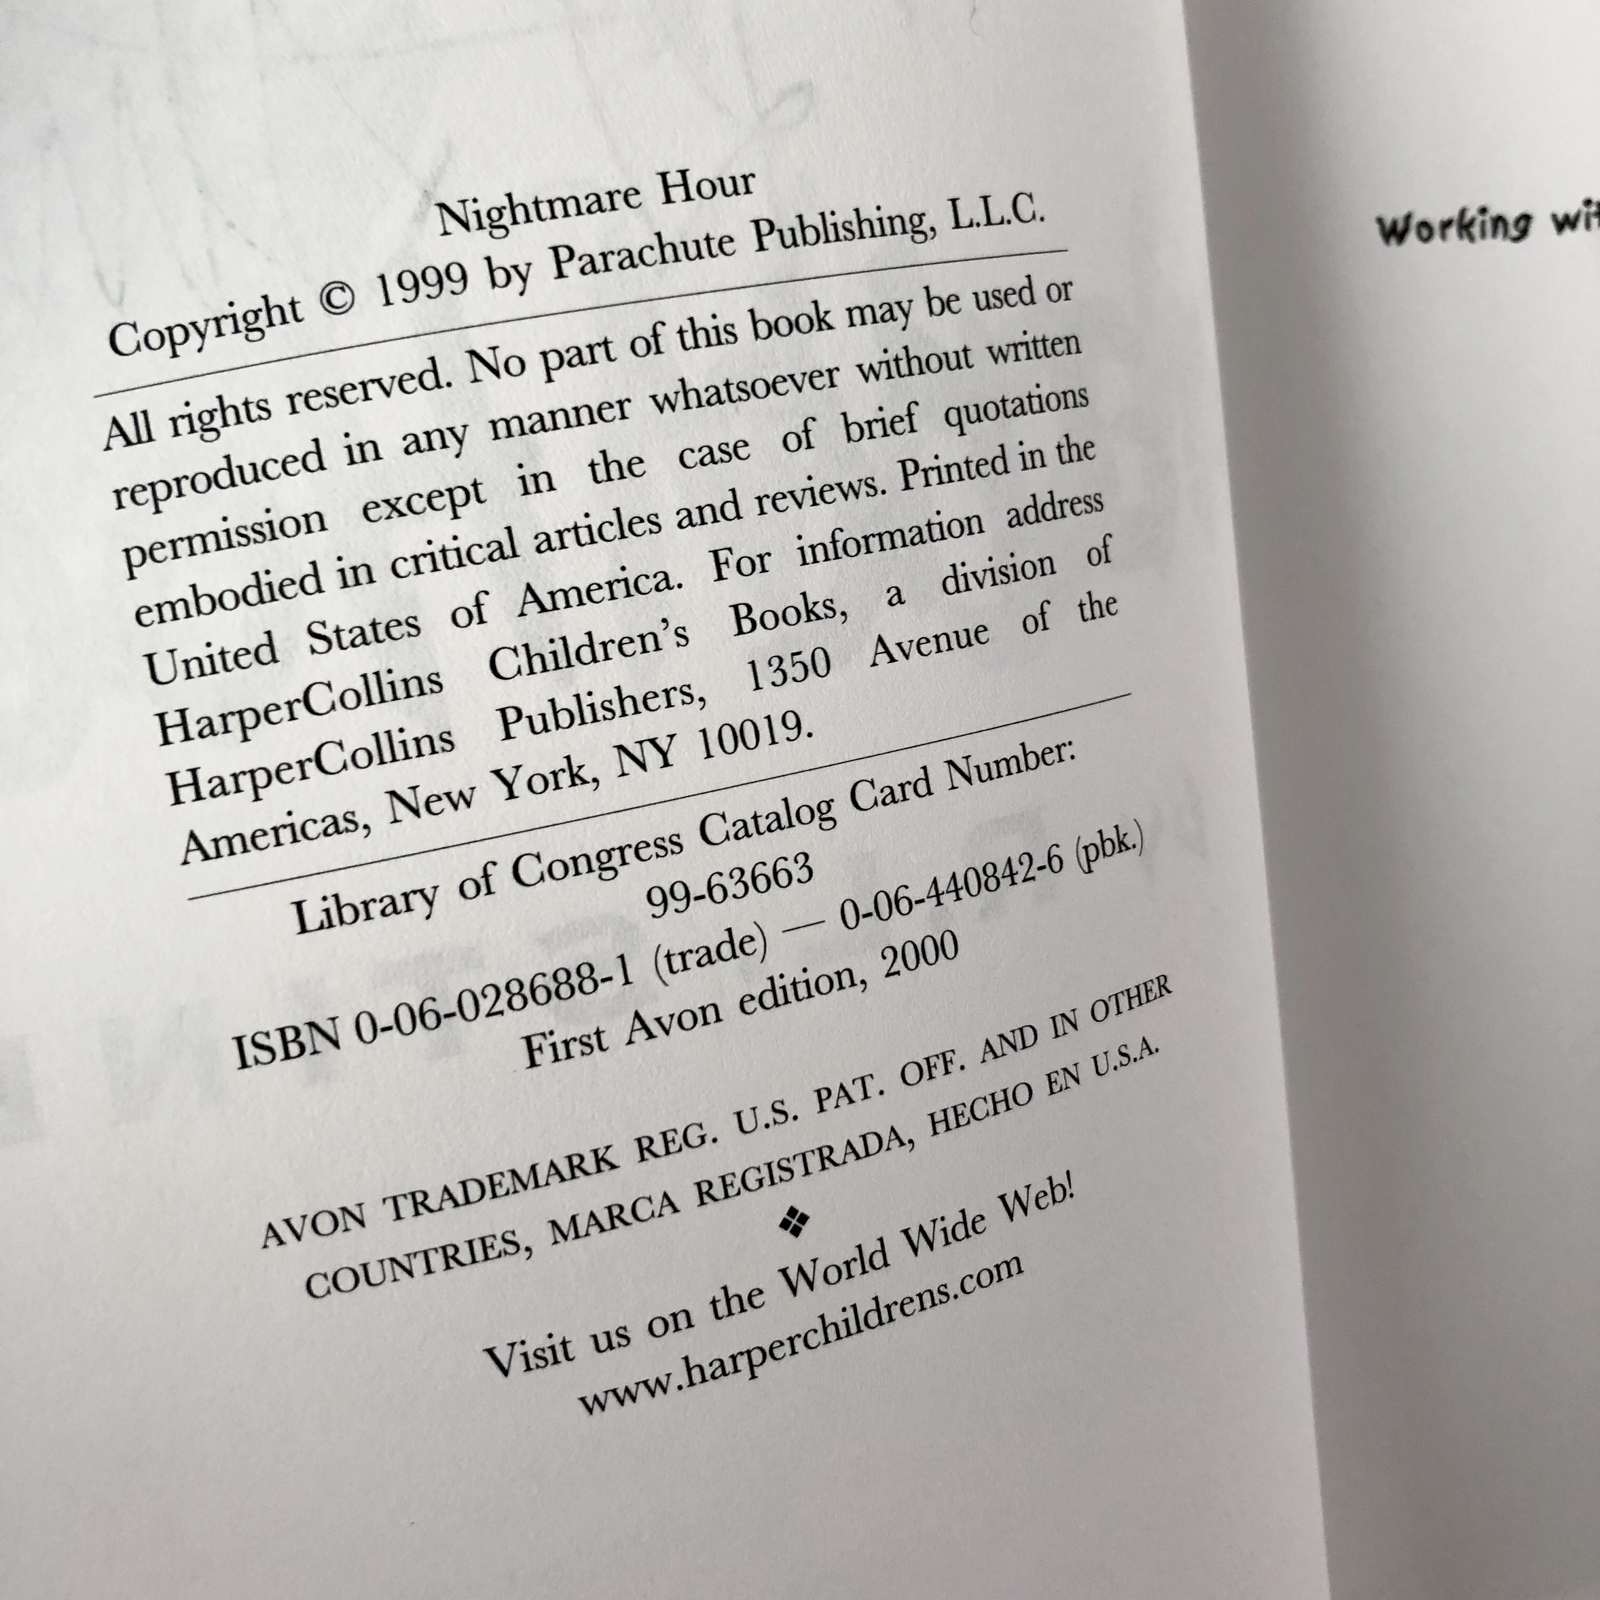 Nightmare Hour
Copyright © 1999 by Parachute Publishing, L.L.C.
All rights reserved. No part of this book may be used or
reproduced in any manner whatsoever without written
permission except in the case of brief quotations
embodied in critical articles and reviews. Printed in the
United States of America. For information address
HarperCollins Children's Books, a division of
HarperCollins Publishers, 1350 Avenue of the
Americas, New York, NY 10019.
Library of Congress Catalog Card Number:
99-63663
ISBN 0-06-028688-1 (trade) — 0-06-440842-6 (pbk.)
First Avon edition, 2000
AVON TRADEMARK REG. U.S. PAT. OFF. AND IN OTHER
COUNTRIES, MARCA REGISTRADA, HECHO EN U.S.A.
❖
Visit us on the World Wide Web!
www.harperchildrens.com
Working